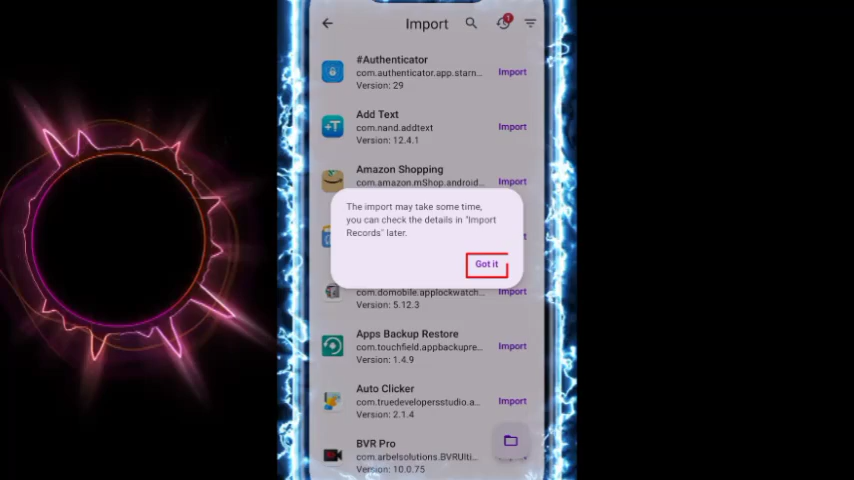 Import
1
#Authenticator
com.authenticator.app.starn...
Import
Version: 29
Add Text
com.nand.addtext
Import
Version: 12.4.1
Amazon Shopping
com.amazon.mShop.android...
Import
The import may take some time,
you can check the details in "Import
Records" later.
Got it
com.domobile.applockwatch...
Import
Version: 5.12.3
Apps Backup Restore
com.touchfield.appbackupre...
Import
Version: 1.4.9
Auto Clicker
com.truedevelopersstudio.a...
Import
Version: 2.1.4
BVR Pro
com.arbelsolutions.BVRUlti...
Version: 10.0.75